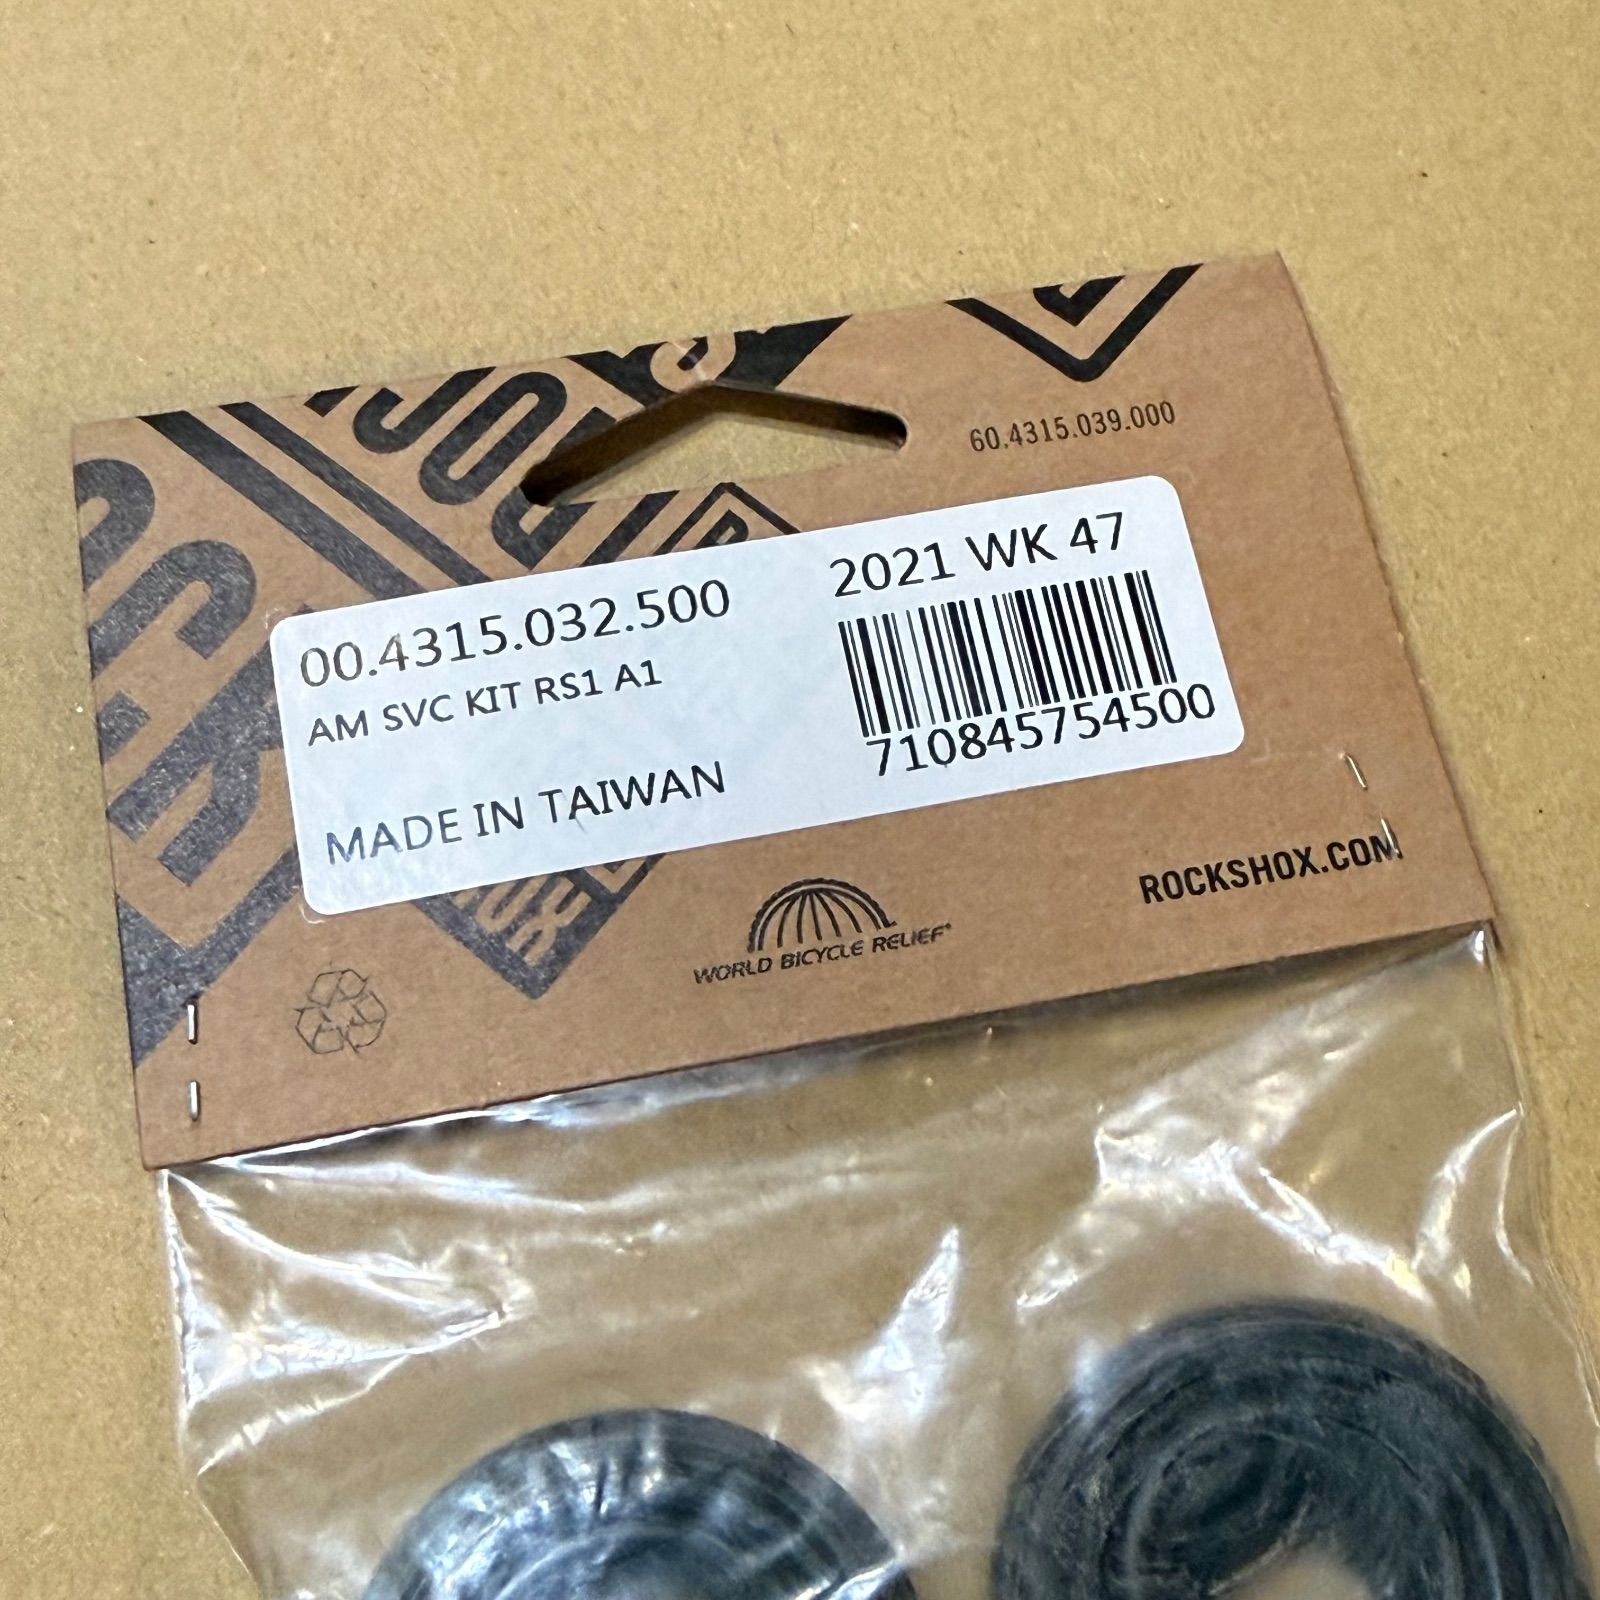 60.4315.039.000
2021 WK 47
00.4315.032.500
AM SVC KIT RS1 A1
710845754500
MADE IN TAIWAN
ROCKSHOX.COM
WORLD BICYCLE RELIEF®